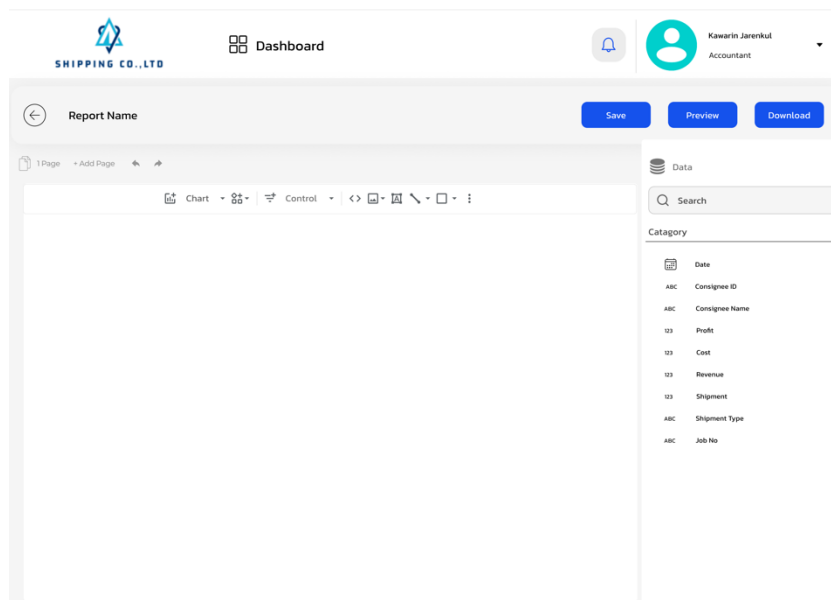 SHIPPING CO.,LTD
Dashboard
Kawarin Jarenkul
Accountant
Report Name
Save
Preview
Download
1 Page
+ Add Page
Data
Chart
Control
Search
Catagory
Date
ABC Consignee ID
ABC Consignee Name
123 Profit
123 Cost
123 Revenue
123 Shipment
ABC Shipment Type
ABC Job No